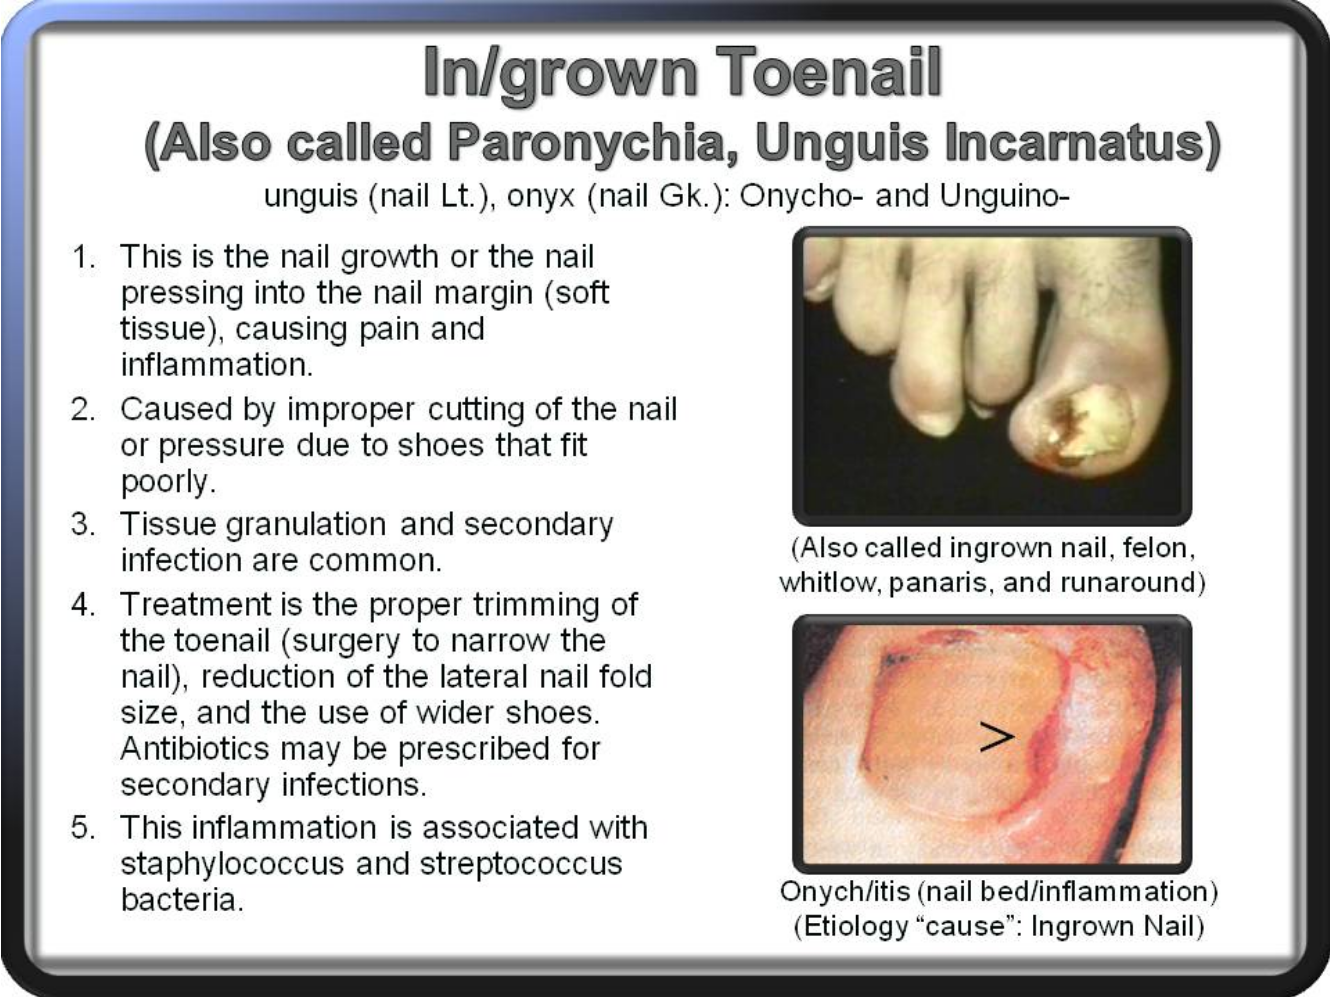 In/grown Toenail
(Also called Paronychia, Unguis Incarnatus)
unguis (nail Lt.), onyx (nail Gk.): Onycho- and Unguino-
1. This is the nail growth or the nail
pressing into the nail margin (soft
tissue), causing pain and
inflammation.
2. Caused by improper cutting of the nail
or pressure due to shoes that fit
poorly.
3. Tissue granulation and secondary
infection are common.
4. Treatment is the proper trimming of
the toenail (surgery to narrow the
nail), reduction of the lateral nail fold
size, and the use of wider shoes.
Antibiotics may be prescribed for
secondary infections.
5. This inflammation is associated with
staphylococcus and streptococcus
bacteria.
(Also called ingrown nail, felon,
whitlow, panaris, and runaround)
>
Onych/itis (nail bed/inflammation)
(Etiology “cause”: Ingrown Nail)